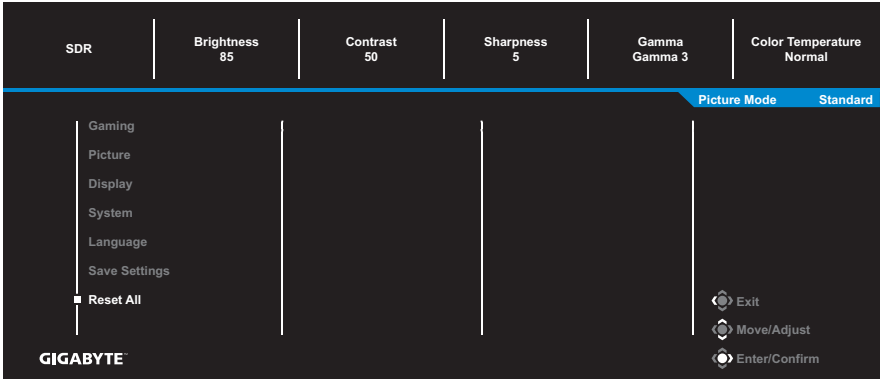 SDR
Brightness
85
Contrast
50
Sharpness
5
Gamma
Gamma 3
Color Temperature
Normal
Picture Mode Standard
Gaming
Picture
Display
System
Language
Save Settings
Reset All
Exit
Move/Adjust
Enter/Confirm
GIGABYTE™